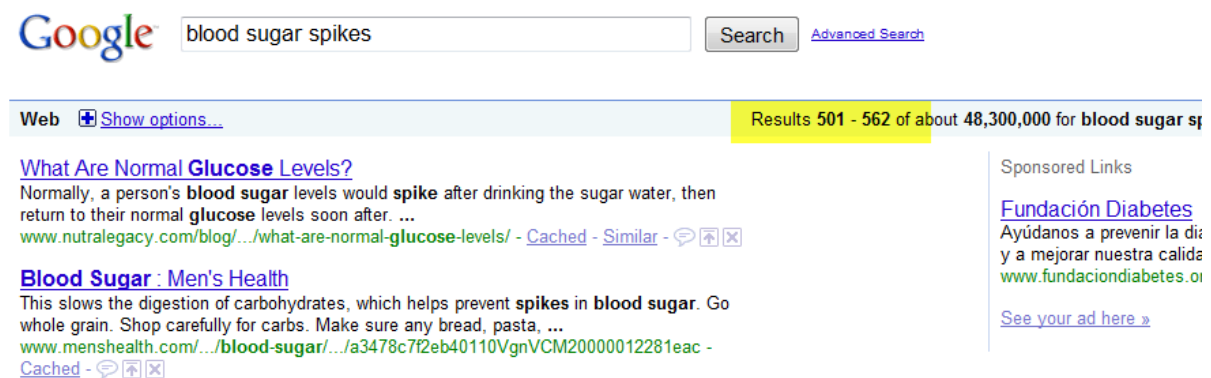 Google blood sugar spikes Search Advanced Search
Web Show options... Results 501 - 562 of about 48,300,000 for blood sugar
What Are Normal Glucose Levels?
Normally, a person's blood sugar levels would spike after drinking the sugar water, then
return to their normal glucose levels soon after. ...
www.nutralegacy.com/blog/.../what-are-normal-glucose-levels/ - Cached - Similar -
Blood Sugar : Men's Health
This slows the digestion of carbohydrates, which helps prevent spikes in blood sugar. Go
whole grain. Shop carefully for carbs. Make sure any bread, pasta, ...
www.menshealth.com/.../blood-sugar/.../a3478c7f2eb40110VgnVCM20000012281eac -
Cached -
Sponsored Links
Fundación Diabetes
Ayúdanos a prevenir la
y a mejorar nuestra
www.fundaciondiabetes.
See your ad here »